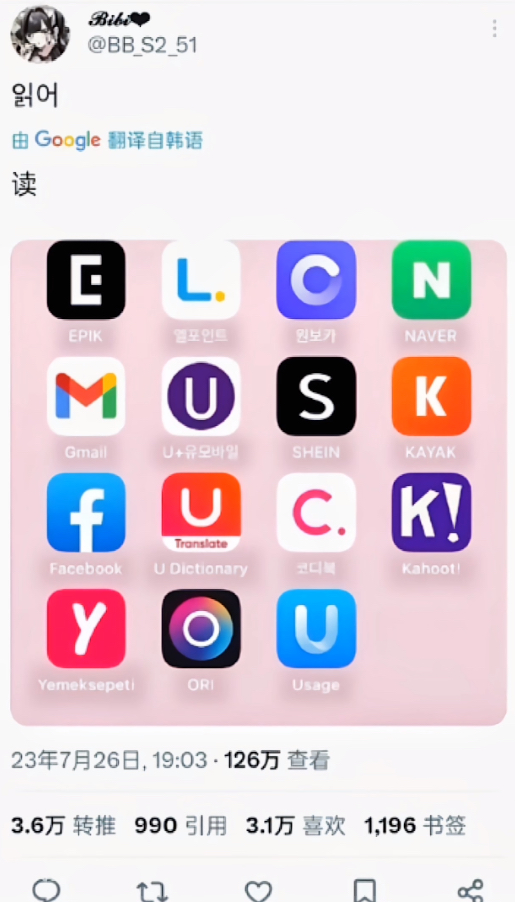 Bibi❤
@BB_S2_51
읽어
由 Google 翻译自韩语
读
E L. C N
EPIK 엘포인트 원보카 NAVER
M U S K
Gmail U+유모바일 SHEIN KAYAK
f U Translate C. K!
Facebook U Dictionary 코디북 Kahoot!
Y O U
Yemeksepeti ORI Usage
23年7月26日, 19:03 · 126万 查看
3.6万 转推 990 引用 3.1万 喜欢 1,196 书签